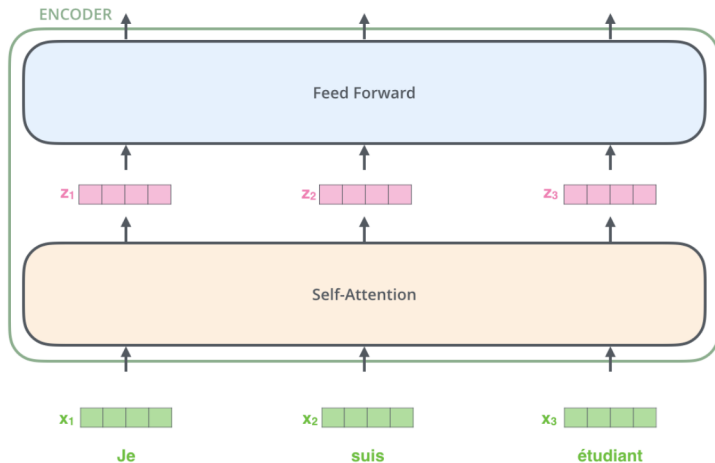 ENCODER
Feed Forward
z₁ z₂ z₃
Self-Attention
x₁ x₂ x₃
Je suis étudiant